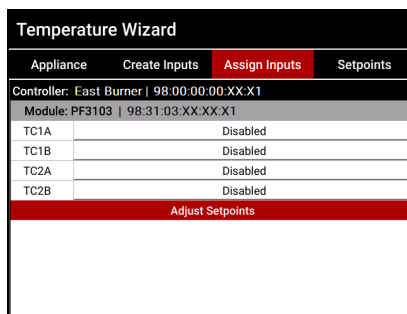 Temperature Wizard
Appliance Create Inputs Assign Inputs Setpoints
Controller: East Burner | 98:00:00:00:XX:X1
Module: PF3103 | 98:31:03:XX:XX:X1
TC1A Disabled
TC1B Disabled
TC2A Disabled
TC2B Disabled
Adjust Setpoints